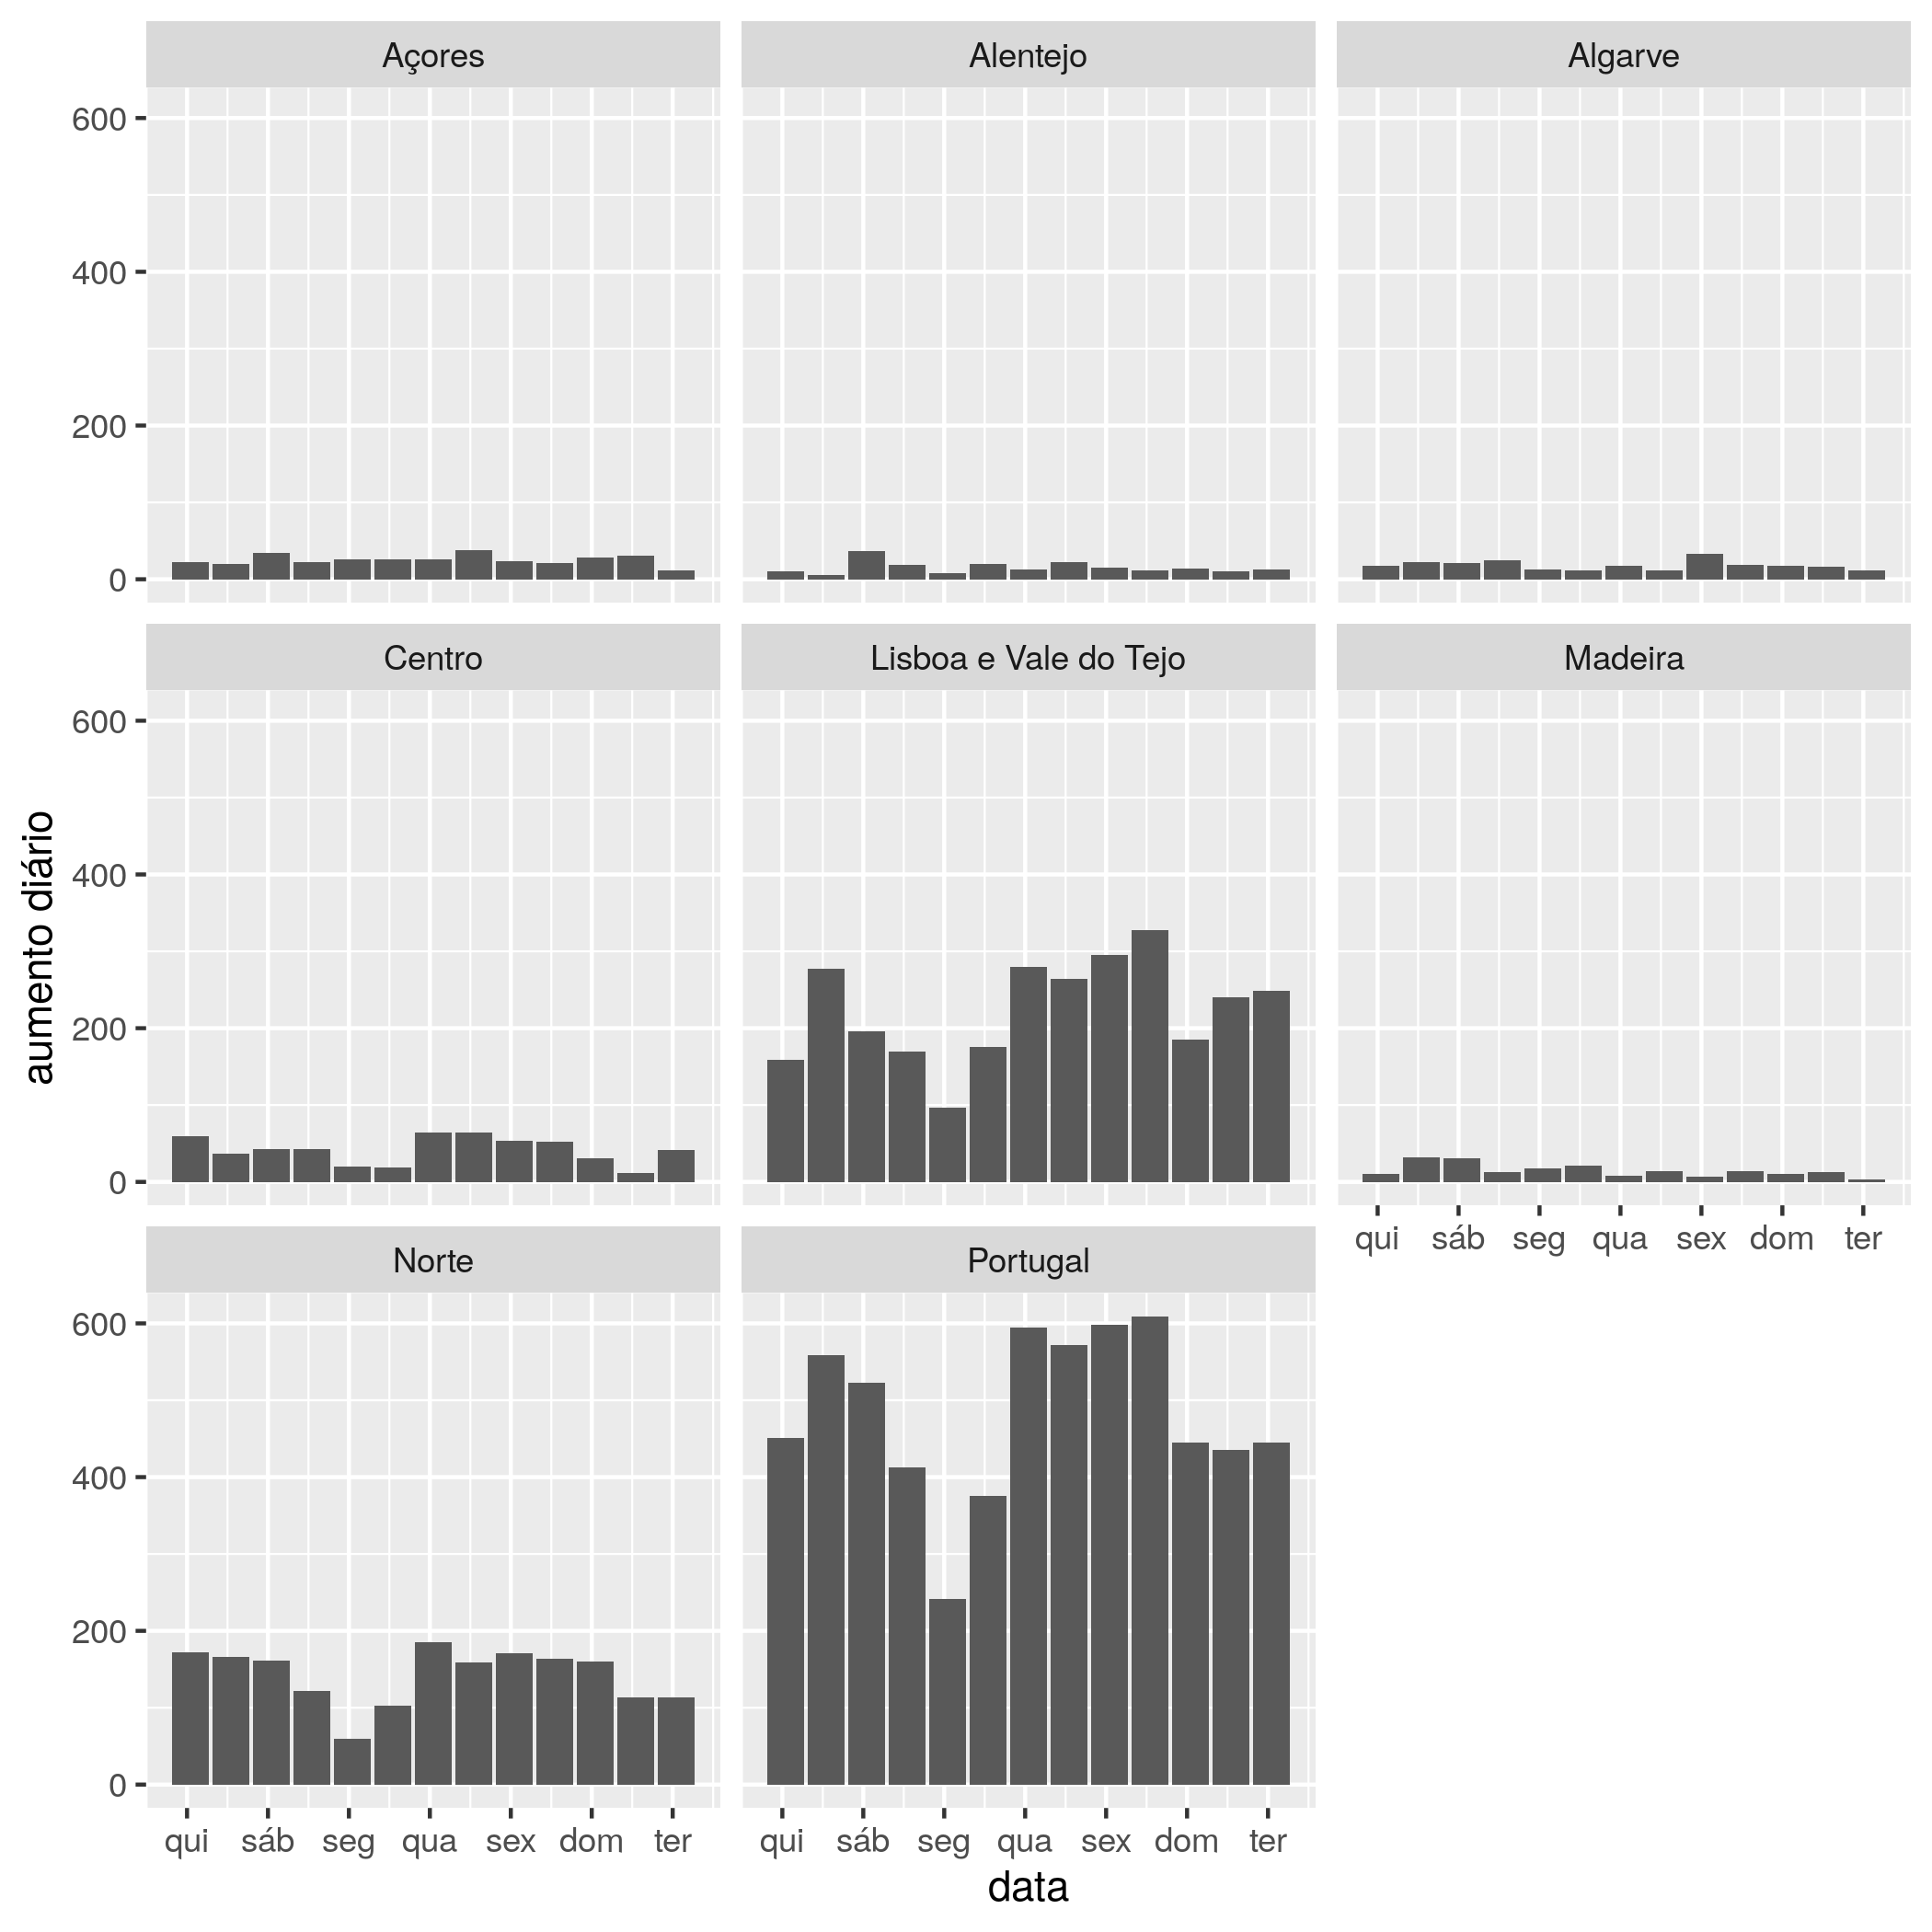 Açores
Alentejo
Algarve
600
400
200
0
Centro
Lisboa e Vale do Tejo
Madeira
600
400
200
0
aumento diário
qui sáb seg qua sex dom ter
Norte
Portugal
600
400
200
0
qui sáb seg qua sex dom ter
qui sáb seg qua sex dom ter
data